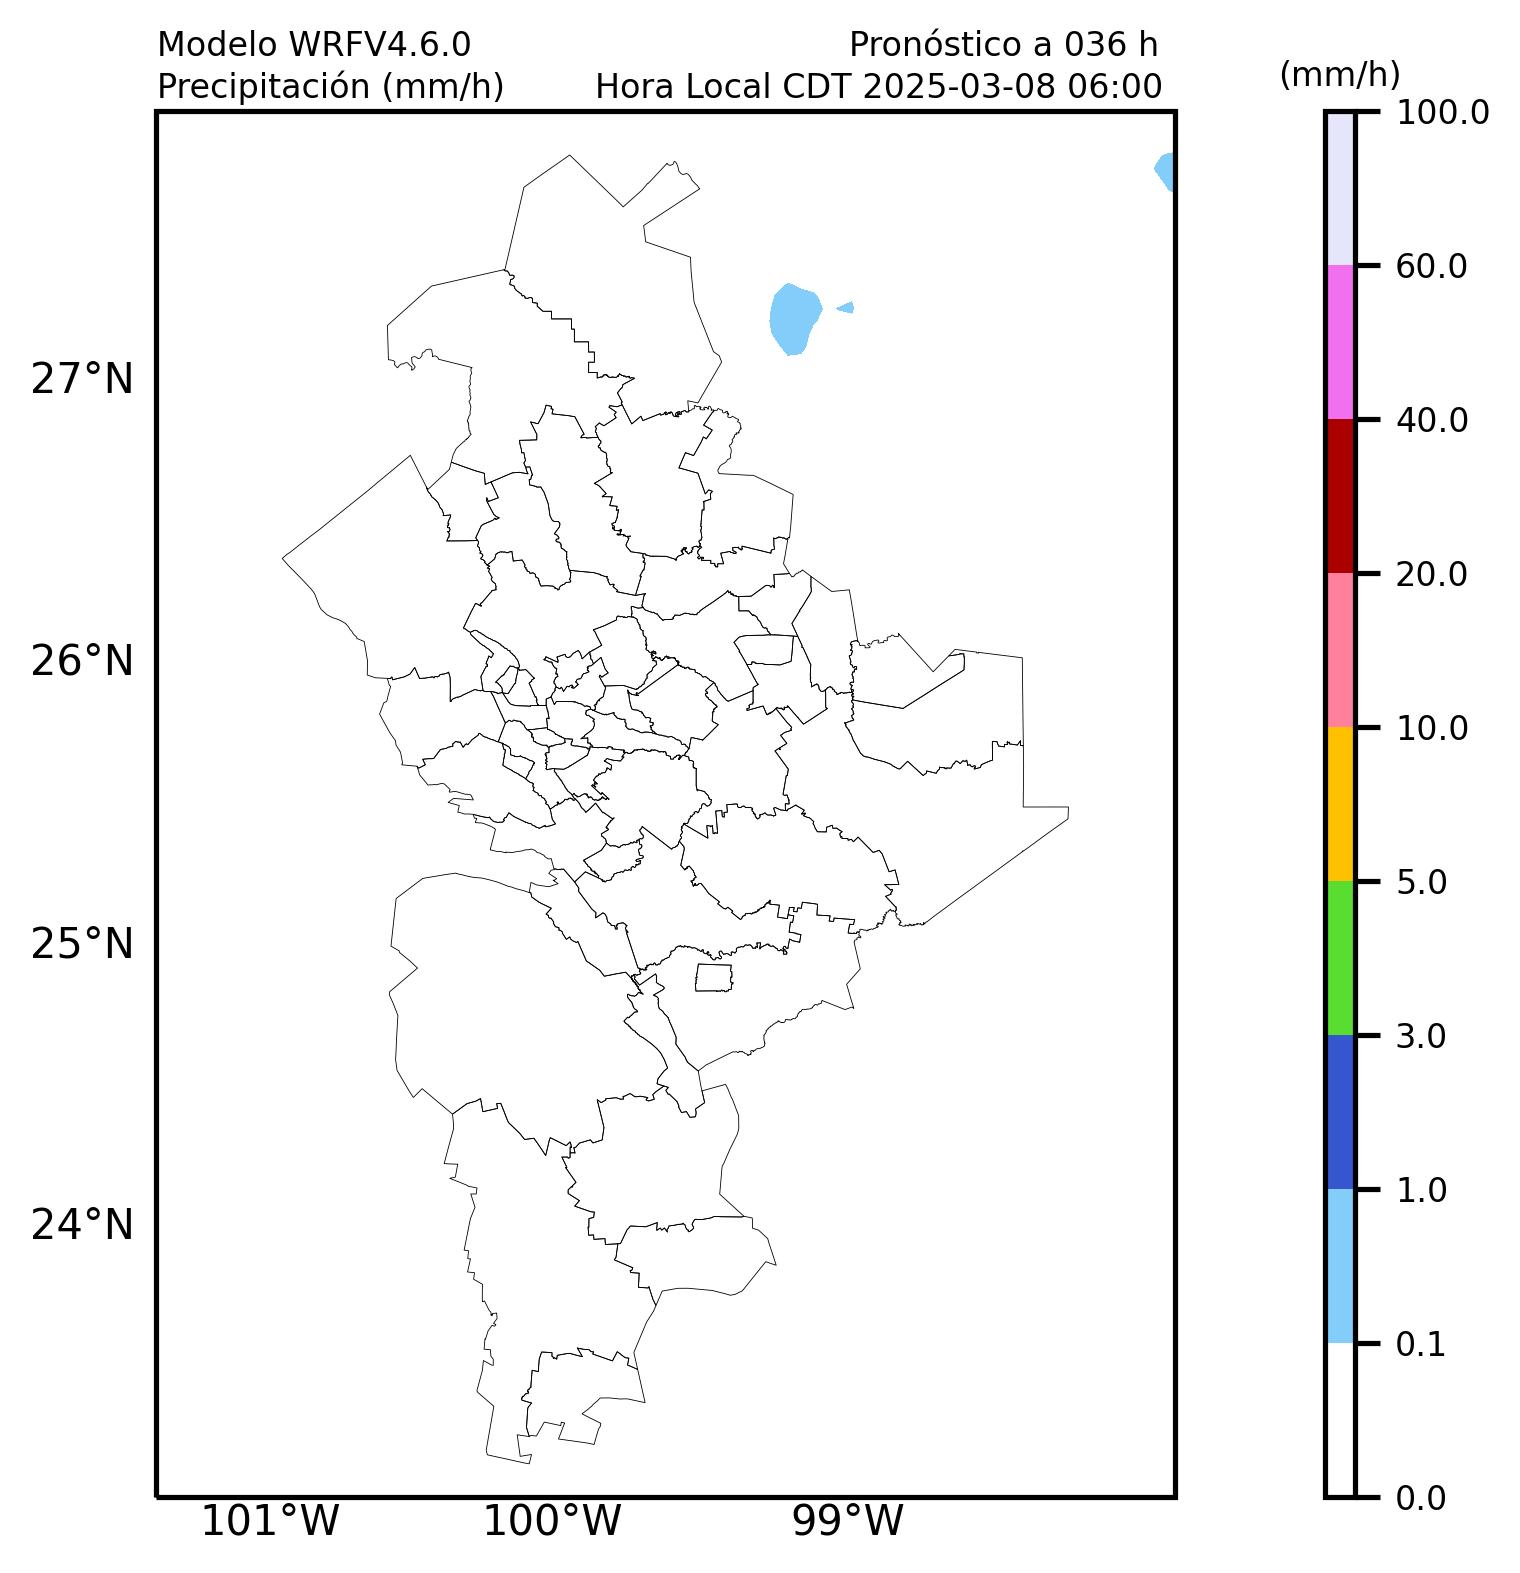 Modelo WRFV4.6.0
Pronóstico a 036 h
Precipitación (mm/h)
Hora Local CDT 2025-03-08 06:00
(mm/h)
100.0
60.0
40.0
20.0
10.0
5.0
3.0
1.0
0.1
0.0
27°N
26°N
25°N
24°N
101°W
100°W
99°W